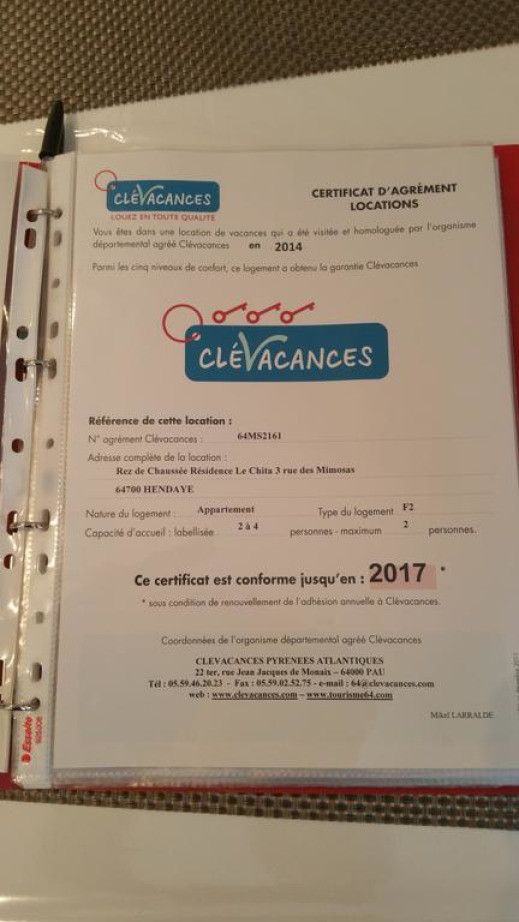 CLÉVACANCES
LOUEZ EN TOUTE QUALITÉ
CERTIFICAT D'AGRÉMENT
LOCATIONS
Vous êtes dans une location de vacances qui a été visitée et homologuée par l'organisme
départemental agréé Clévacances en 2014
Parmi les cinq niveaux de confort, ce logement a obtenu la garantie Clévacances
CLÉVACANCES
Référence de cette location :
N° agrément Clévacances : 64MS2161
Adresse complète de la location :
Rez de Chaussée Résidence Le Chita 3 rue des Mimosas
64700 HENDAYE
Nature du logement : Appartement Type du logement F2
Capacité d'accueil : labellisée 2 à 4 personnes - maximum 2 personnes.
Ce certificat est conforme jusqu'en : 2017 *
* sous condition de renouvellement de l'adhésion annuelle à Clévacances.
Coordonnées de l'organisme départemental agréé Clévacances
CLEVACANCES PYRENEES ATLANTIQUES
22 ter, rue Jean Jacques de Monaix – 64000 PAU
Tél : 05.59.46.20.23 - Fax : 05.59.02.52.75 - e-mail : 64@clevacances.com
web : www.clevacances.com – www.tourisme64.com
Mikel LARRALDE
Esselte